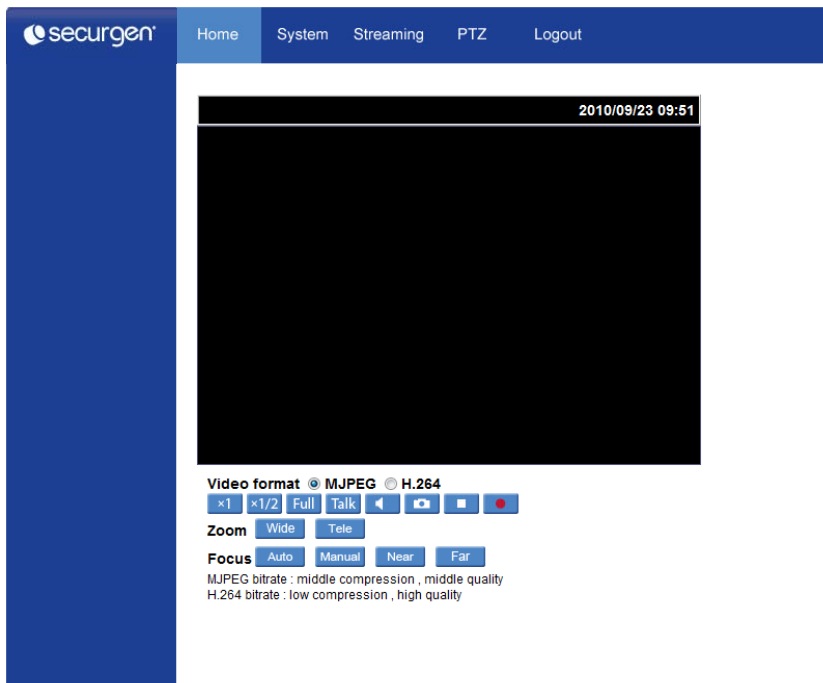 securgen Home System Streaming PTZ Logout
2010/09/23 09:51
Video format MJPEG H.264
×1 ×1/2 Full Talk
Zoom Wide Tele
Focus Auto Manual Near Far
MJPEG bitrate : middle compression , middle quality
H.264 bitrate : low compression , high quality